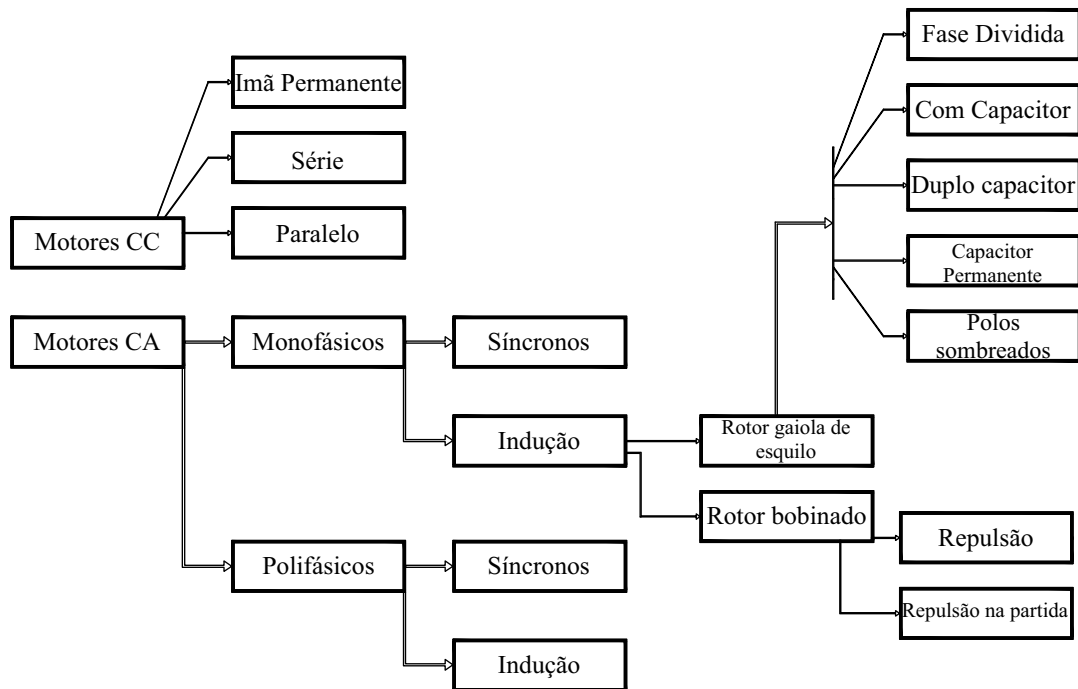 Fase Dividida
Imã Permanente
Com Capacitor
Série
Duplo capacitor
Motores CC
Paralelo
Capacitor
Permanente
Motores CA
Monofásicos
Síncronos
Polos
sombreados
Indução
Rotor gaiola de
esquilo
Rotor bobinado
Repulsão
Polifásicos
Síncronos
Repulsão na partida
Indução